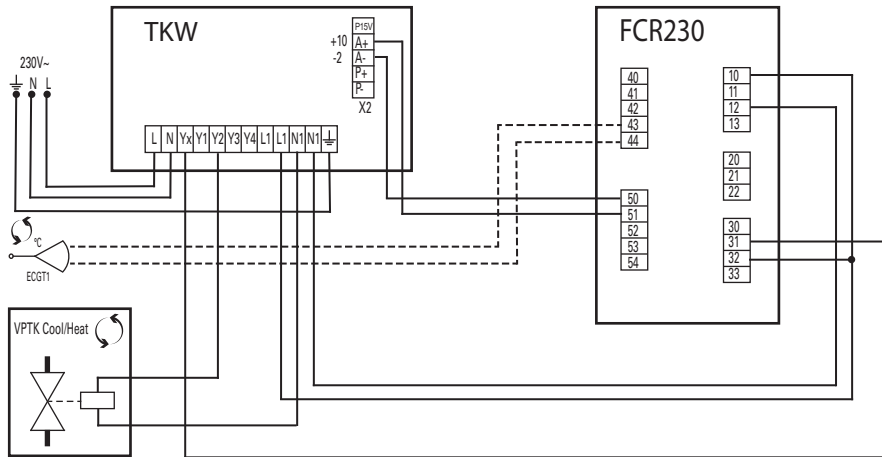 TKW
P15V
+10 A+
-2 A-
P+
P-
X2
230V~
N L
L N Yx Y1 Y2 Y3 Y4 L1 L1 N1 N1
°C
ECGT1
VPTK Cool/Heat
FCR230
40
41
42
43
44
50
51
52
53
54
10
11
12
13
20
21
22
30
31
32
33